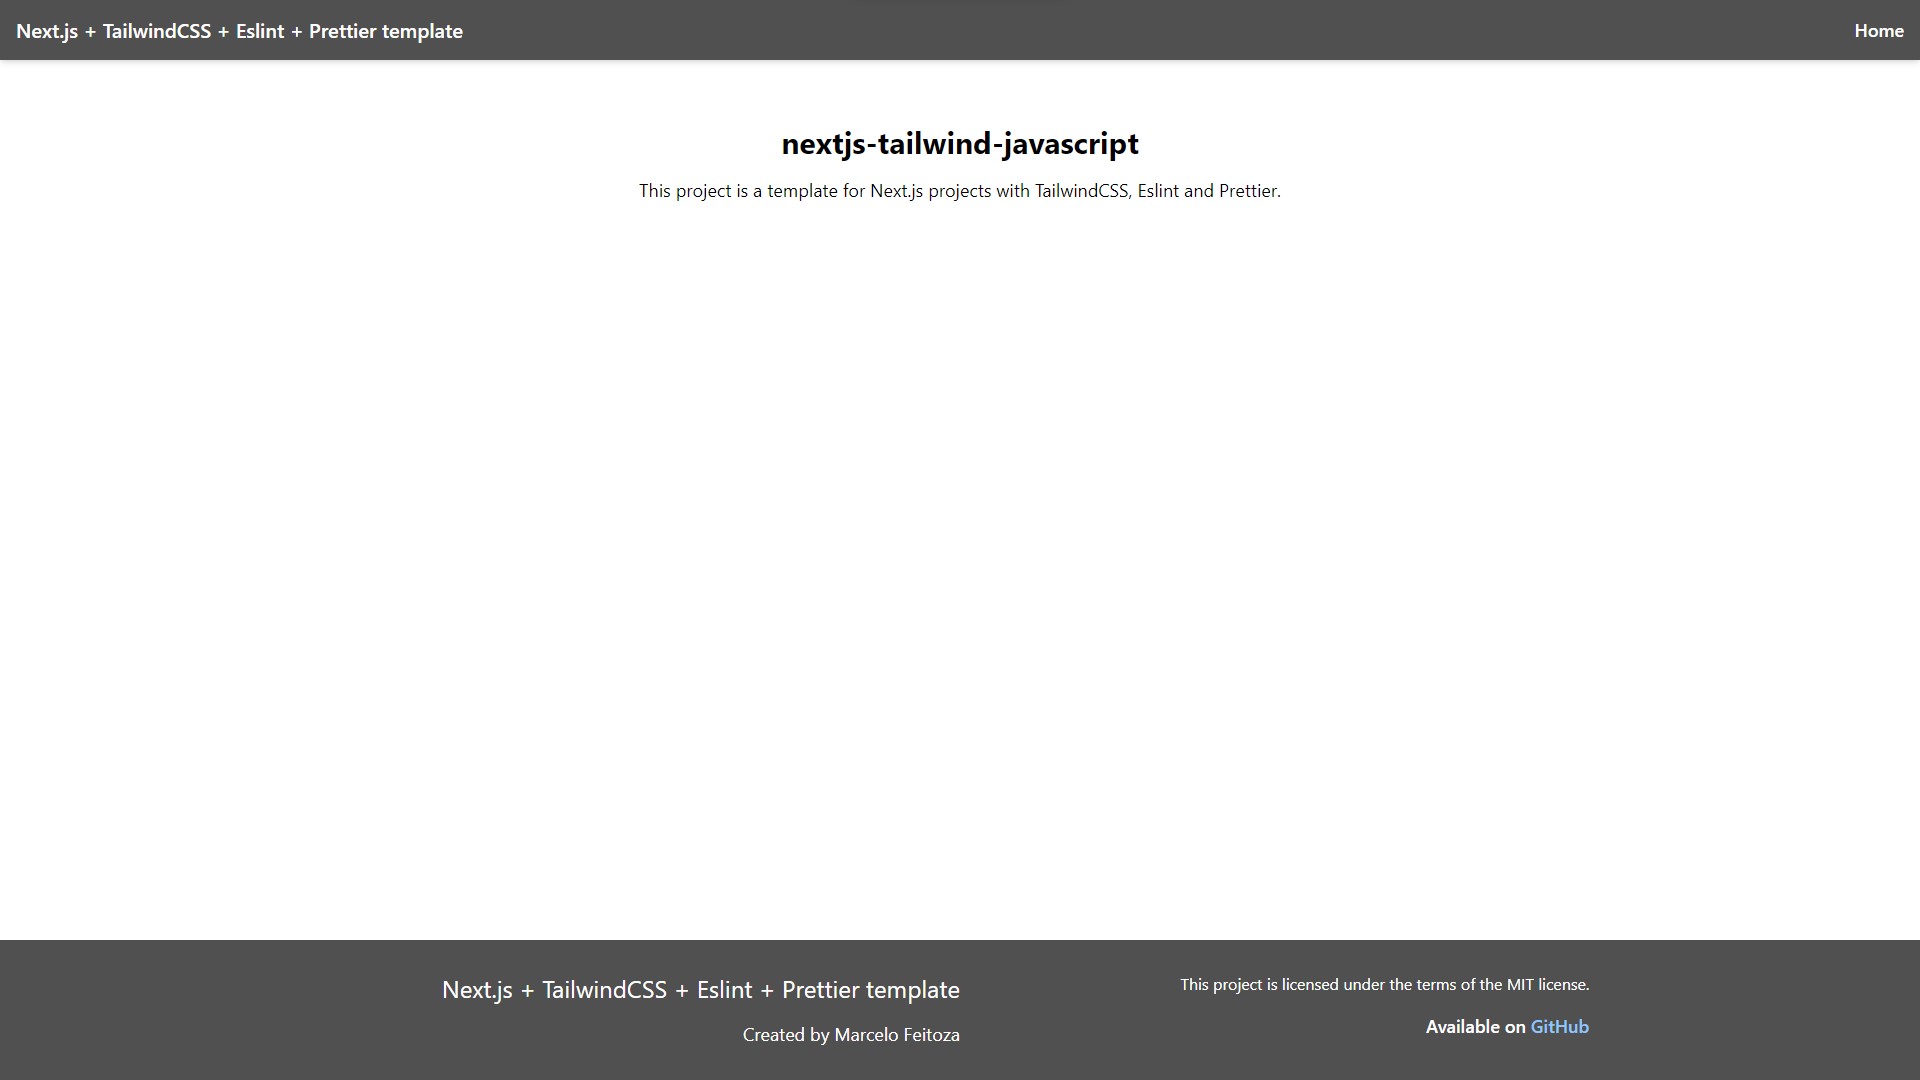 Next.js + TailwindCSS + Eslint + Prettier template
Home
nextjs-tailwind-javascript
This project is a template for Next.js projects with TailwindCSS, Eslint and Prettier.
Next.js + TailwindCSS + Eslint + Prettier template
Created by Marcelo Feitoza
This project is licensed under the terms of the MIT license.
Available on GitHub